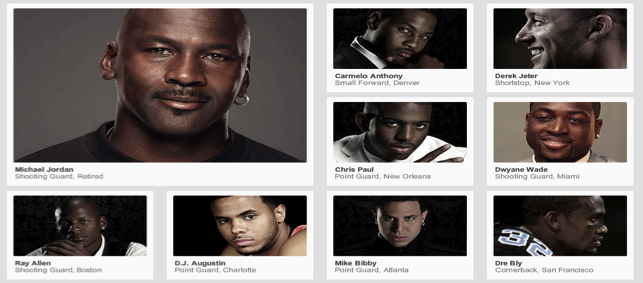 Carmelo Anthony
Small Forward, Denver
Derek Jeter
Shortstop, New York
Michael Jordan
Shooting Guard, Retired
Chris Paul
Point Guard, New Orleans
Dwyane Wade
Shooting Guard, Miami
Ray Allen
Shooting Guard, Boston
D.J. Augustin
Point Guard, Charlotte
Mike Bibby
Point Guard, Atlanta
32
Dre Bly
Cornerback, San Francisco